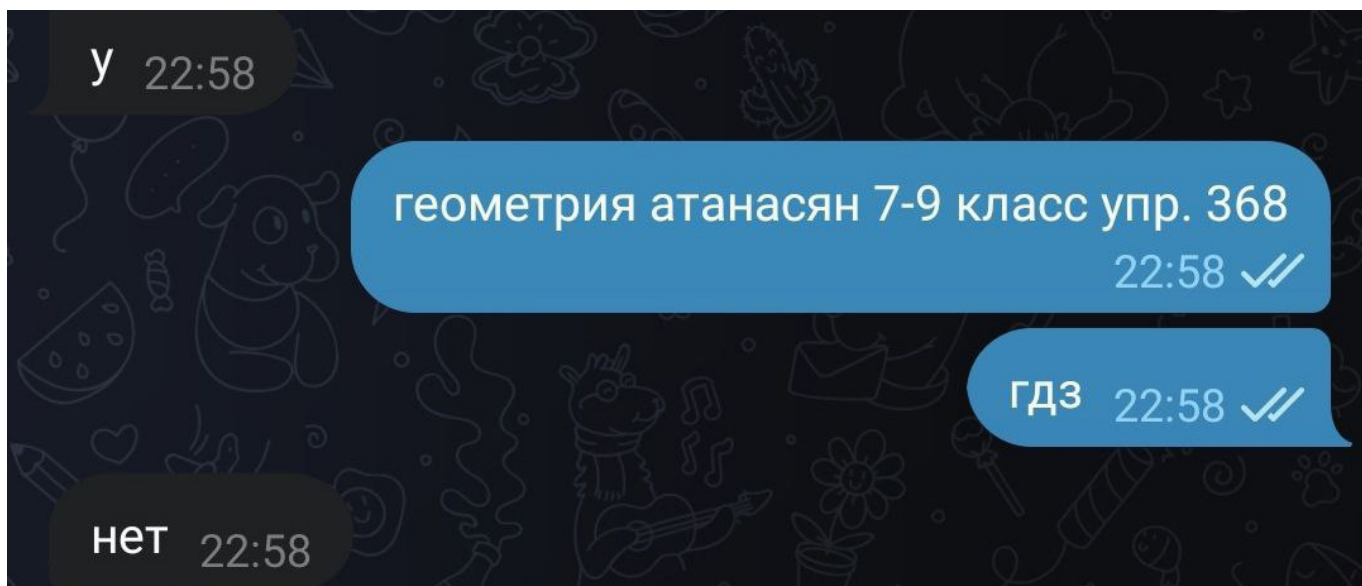 у 22:58
геометрия атанасян 7-9 класс упр. 368
22:58
гдз 22:58
нет 22:58